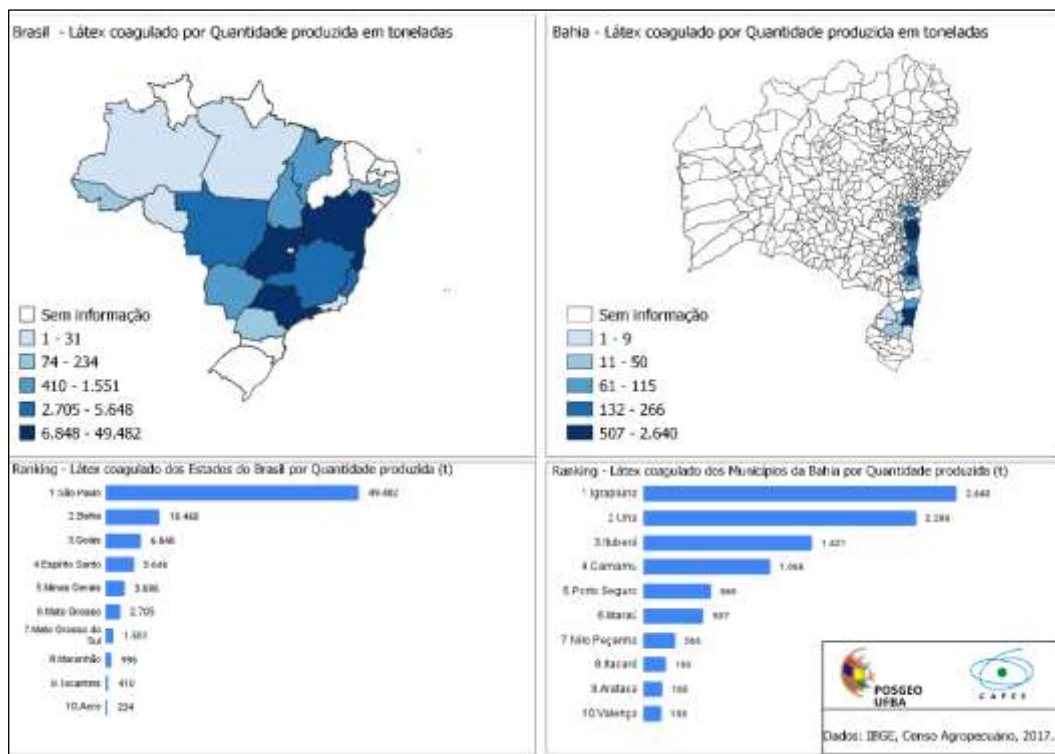 Brasil - Látex coagulado por Quantidade produzida em toneladas
Sem informação
1 - 31
74 - 234
410 - 1.551
2.705 - 5.648
6.848 - 49.482
Bahia - Látex coagulado por Quantidade produzida em toneladas
Sem informação
1 - 9
11 - 50
61 - 115
132 - 266
507 - 2.640
Ranking - Látex coagulado dos Estados do Brasil por Quantidade produzida (t)
1.São Paulo 49.482
2.Bahia
3.Goiás 6.848
4.Espírito Santo 5.648
5.Minas Gerais
6.Mato Grosso 2.705
7.Mato Grosso do
Sul 1.551
8.Maranhão 996
9.Tocantins 410
10.Acre 234
Ranking - Látex coagulado dos Municípios da Bahia por Quantidade produzida (t)
1.Igrapiúna 2.640
2.Una
3.Ituberá
4.Camamu
5.Porto Seguro
6.Maraú 507
7.Nilo Peçanha 266
8.Itacaré
9.Arataca
10.Valença
POSGEO
UFBA
CAPES
Dados: IBGE, Censo Agropecuário, 2017.